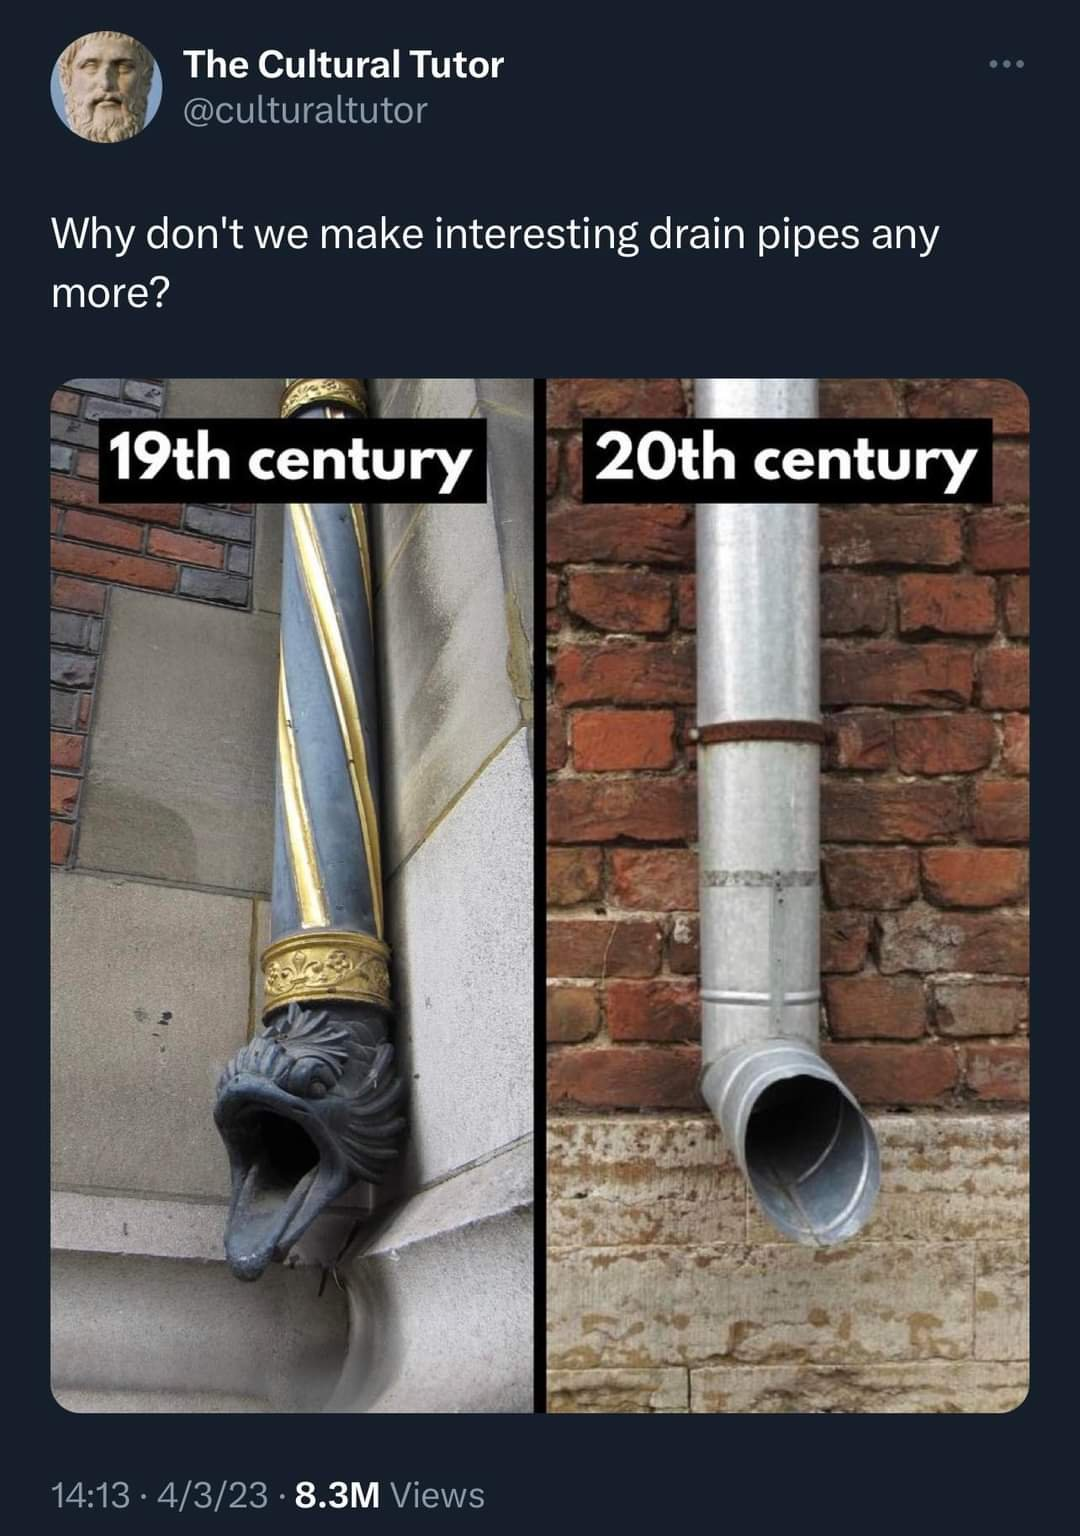 The Cultural Tutor
@culturaltutor
Why don't we make interesting drain pipes any
more?
19th century
20th century
14:13 · 4/3/23 · 8.3M Views